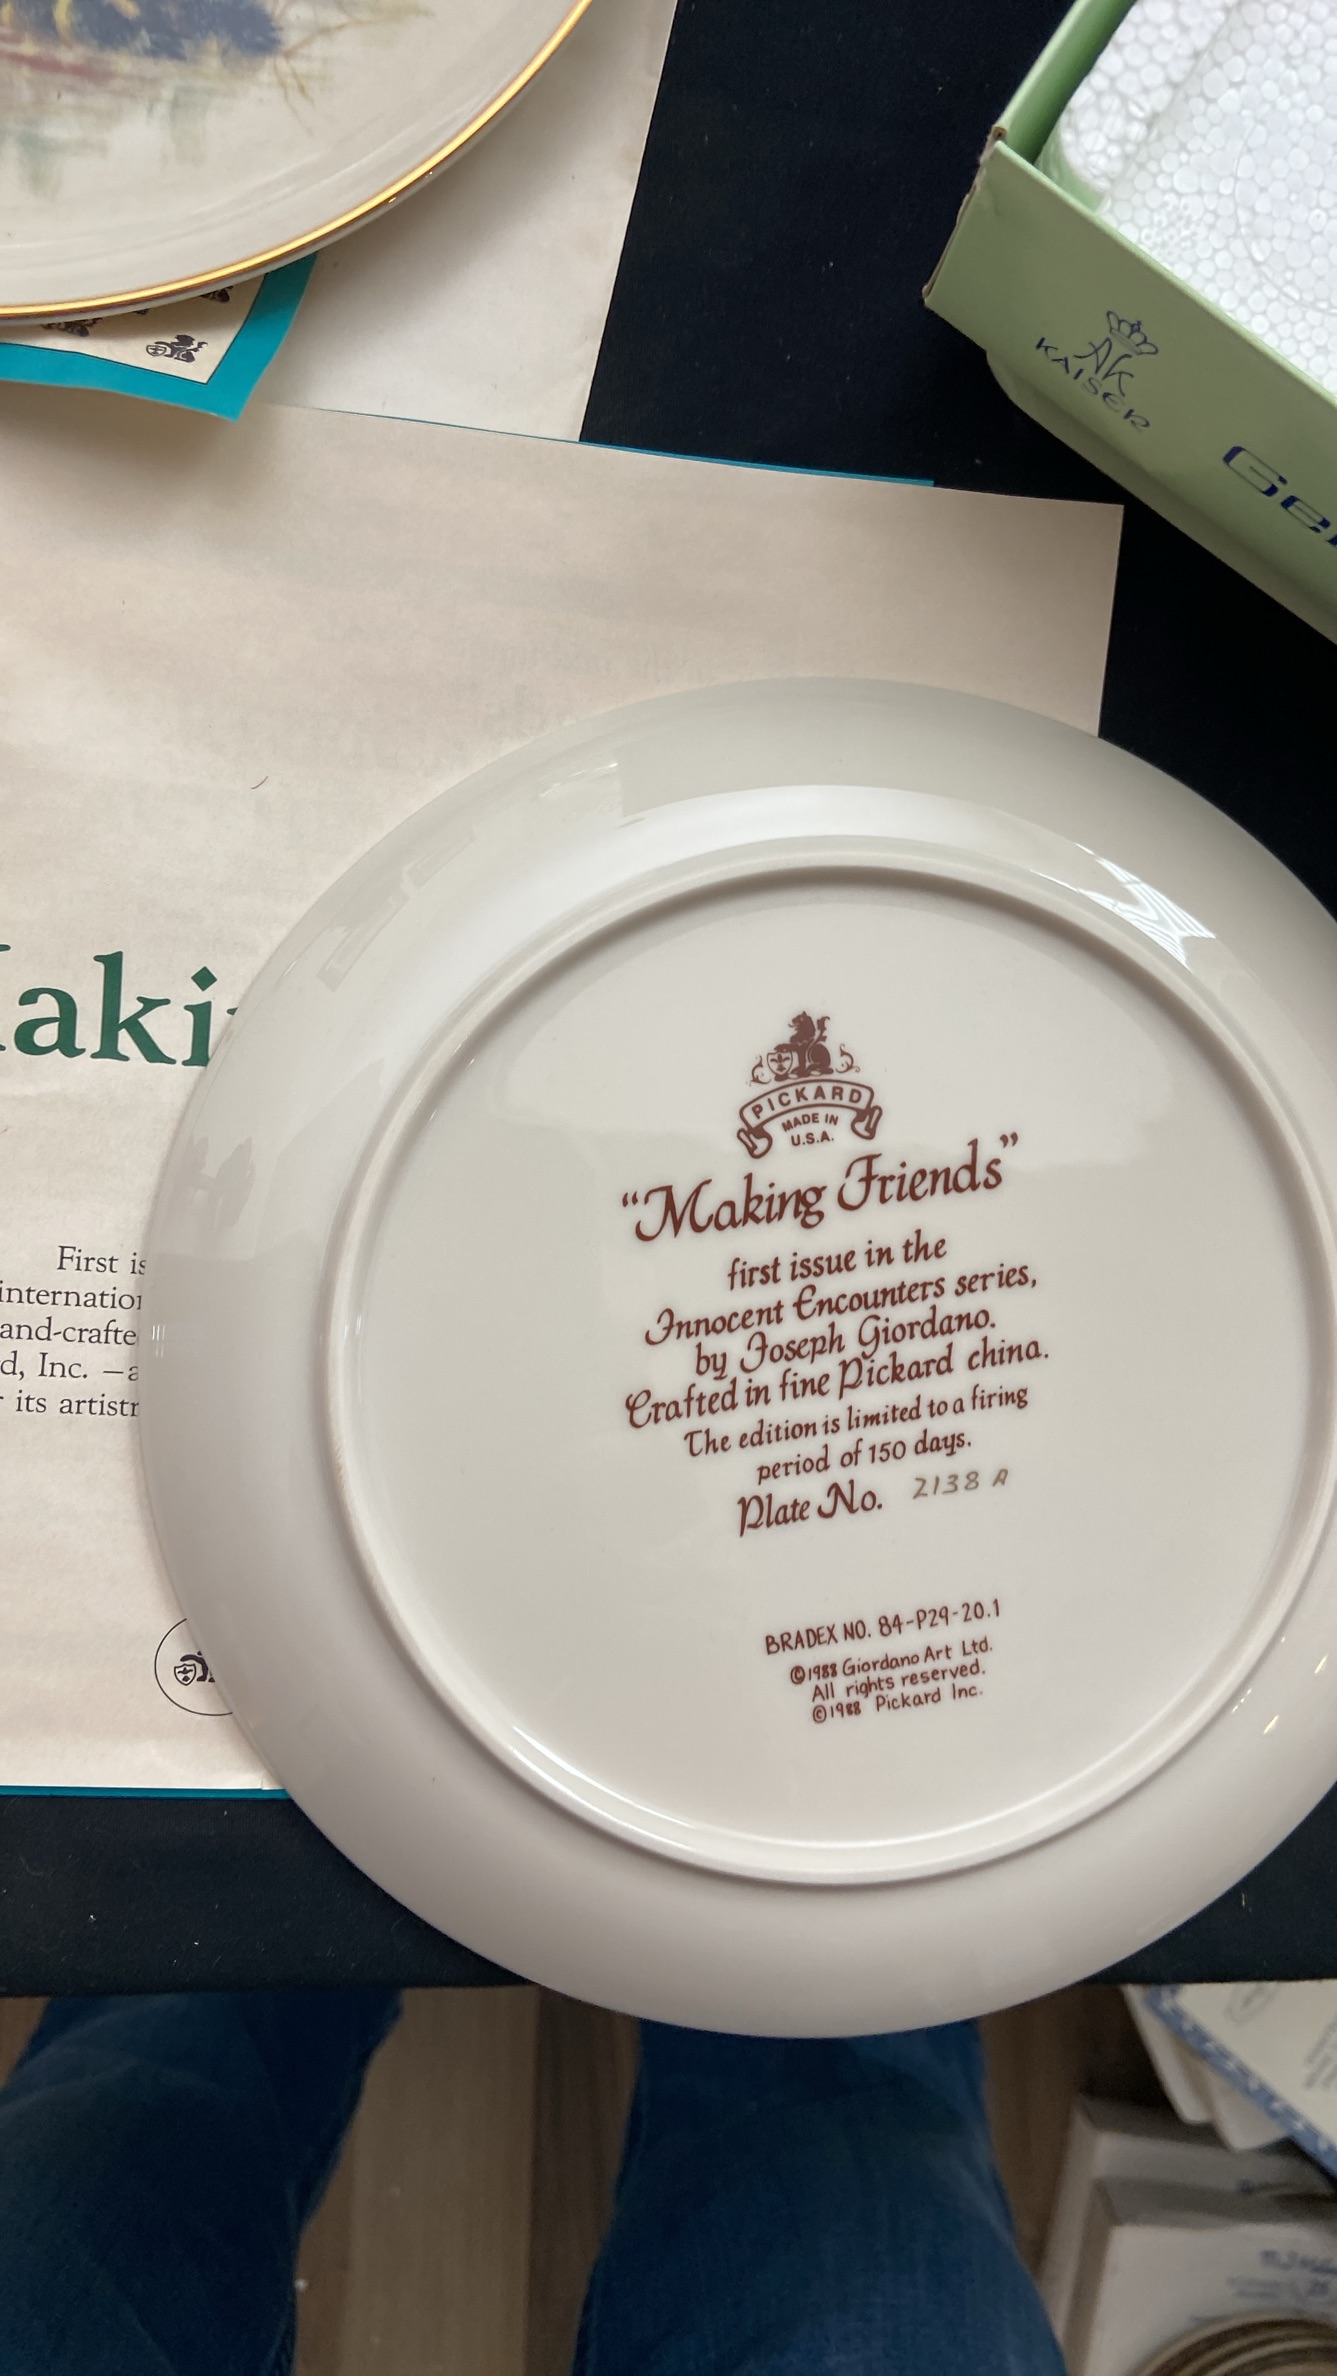 AK
KAISER
PICKARD
MADE IN
U.S.A.
“Making Friends”
first issue in the
Innocent Encounters series,
by Joseph Giordano.
Crafted in fine Pickard china.
The edition is limited to a firing
period of 150 days.
Plate No. 2138 A
BRADEX NO. 84-P29-20.1
©1988 Giordano Art Ltd.
All rights reserved.
©1988 Pickard Inc.
aki
First is
internation
and-crafte
d, Inc. —a
its artistr